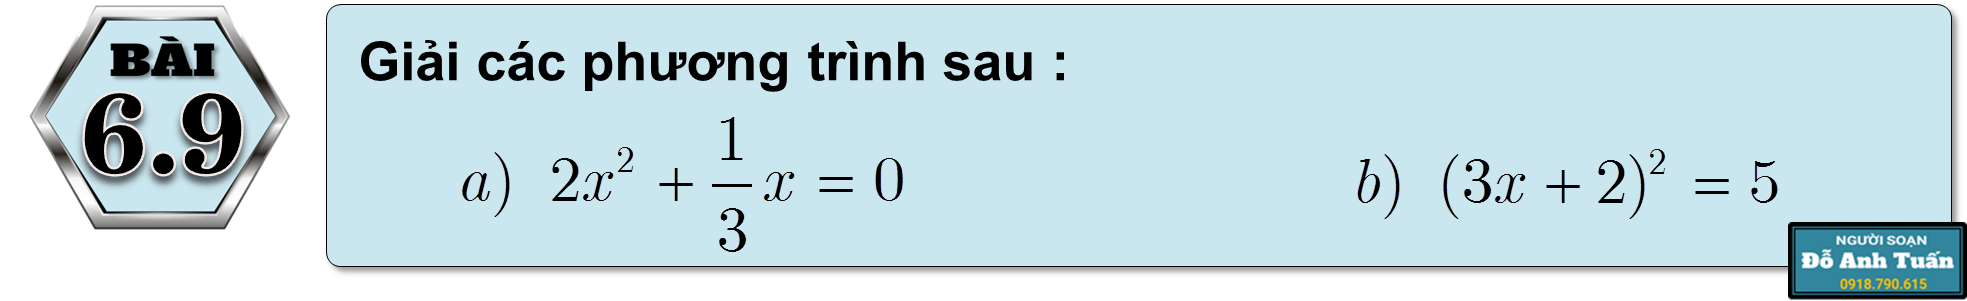 BÀI
6.9
Giải các phương trình sau :
a) 2x² + 1/3 x = 0
b) (3x + 2)² = 5
NGƯỜI SOẠN
Đỗ Anh Tuấn
0918.790.615